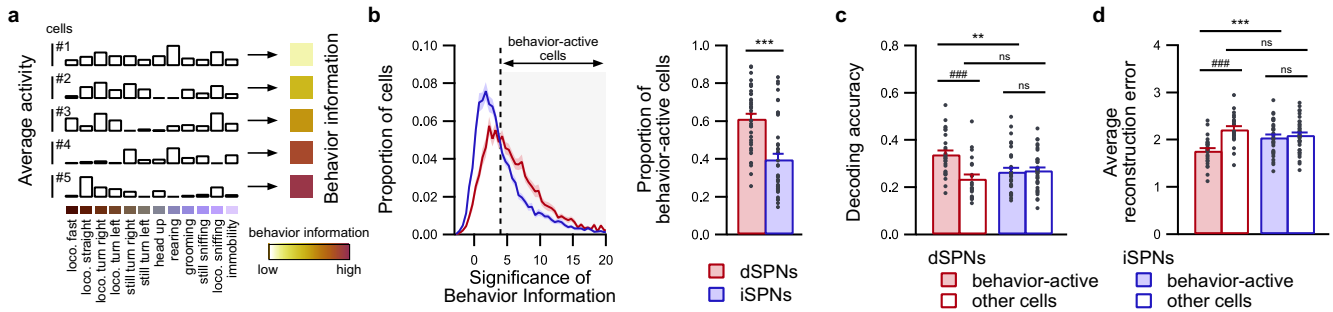 a
cells
#1
#2
#3
#4
#5
Average activity
Behavior information
loco. fast
loco. straight
loco. turn right
loco. turn left
still turn right
still turn left
head up
rearing
grooming
still sniffing
loco. sniffing
immobility
behavior information
low
high
b
0.10
0.08
0.06
0.04
0.02
0.00
Proportion of cells
behavior-active
cells
0
5
10
15
20
Significance of
Behavior Information
1.0
0.8
0.6
0.4
0.2
0.0
Proportion of
behavior-active cells
***
dSPNs
iSPNs
c
0.8
0.6
0.4
0.2
0.0
Decoding accuracy
**
ns
###
ns
d
4
3
2
1
0
Average
reconstruction error
***
ns
###
ns
dSPNs
behavior-active
other cells
iSPNs
behavior-active
other cells